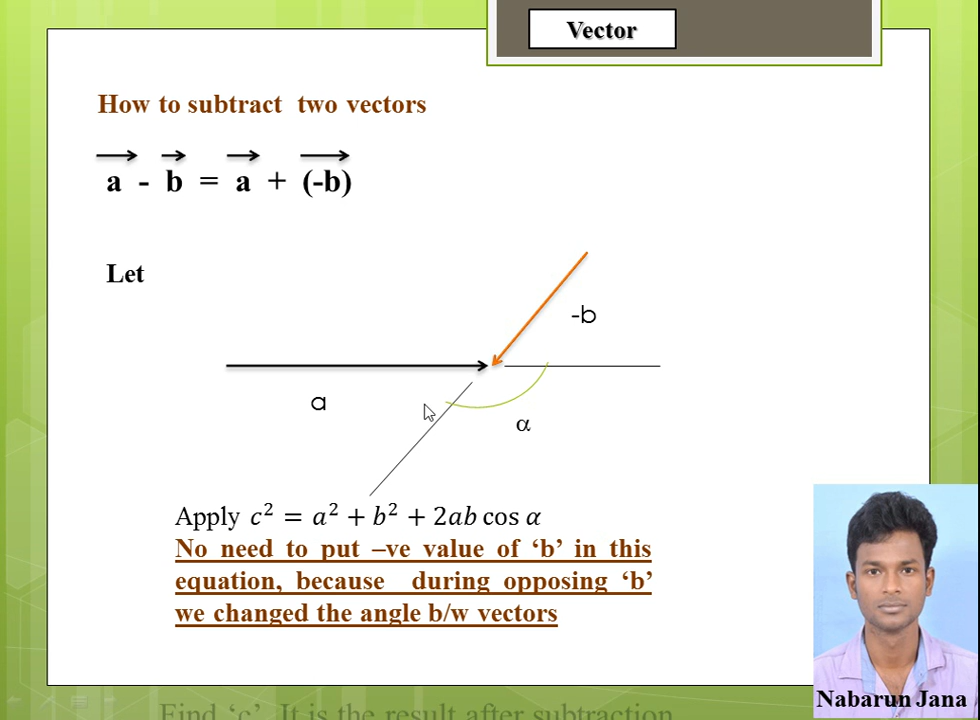 Vector
How to subtract two vectors
a - b = a + (-b)
Let
-b
a
α
Apply c² = a² + b² + 2ab cos α
No need to put –ve value of ‘b’ in this
equation, because during opposing ‘b’
we changed the angle b/w vectors
Nabarun Jana
Find ‘c’. It is the result after subtraction